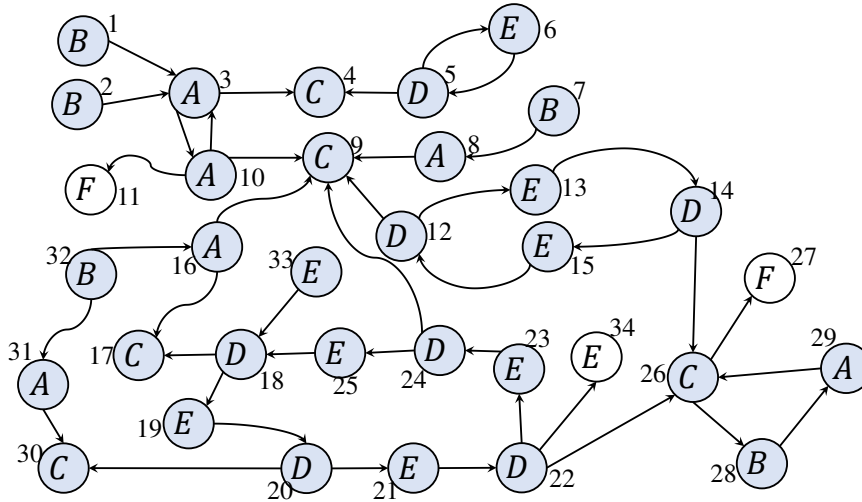 B 1
E 6
B 2
A 3
C 4
D 5
B 7
C 9
A 8
F 11
A 10
E 13
D 14
D 12
E 15
32 B
A 16
33 E
F 27
34 E
31 A
17 C
D 18
E 25
D 24
E 23
C 26
A 29
19 E
30 C
D 20
E 21
D 22
B 28